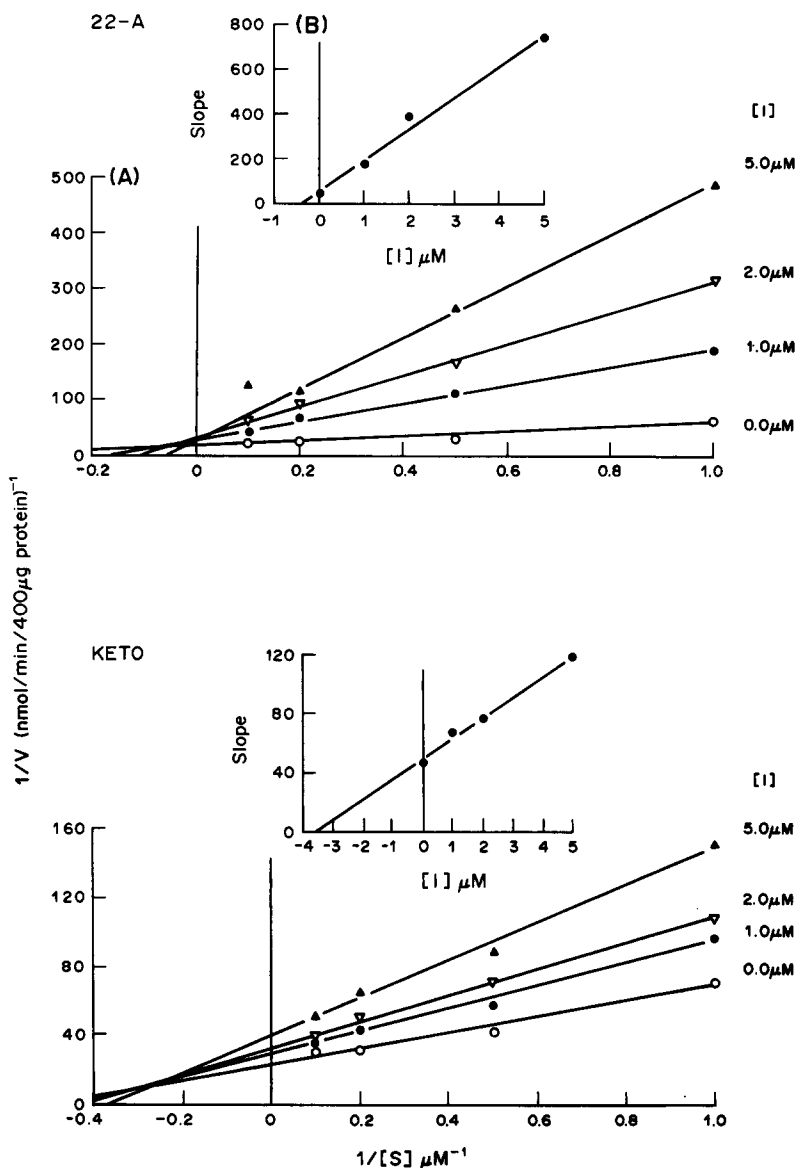 22-A
(B)
800
600
400
200
0
Slope
-1 0 1 2 3 4 5
[I] μM
[I]
(A)
500
400
300
200
100
0
5.0μM
2.0μM
1.0μM
0.0μM
-0.2 0 0.2 0.4 0.6 0.8 1.0
1/V (nmol/min/400μg protein)⁻¹
KETO
120
80
40
0
Slope
-4 -3 -2 -1 0 1 2 3 4 5
[I] μM
[I]
160
120
80
40
0
5.0μM
2.0μM
1.0μM
0.0μM
-0.4 -0.2 0 0.2 0.4 0.6 0.8 1.0
1/[S] μM⁻¹